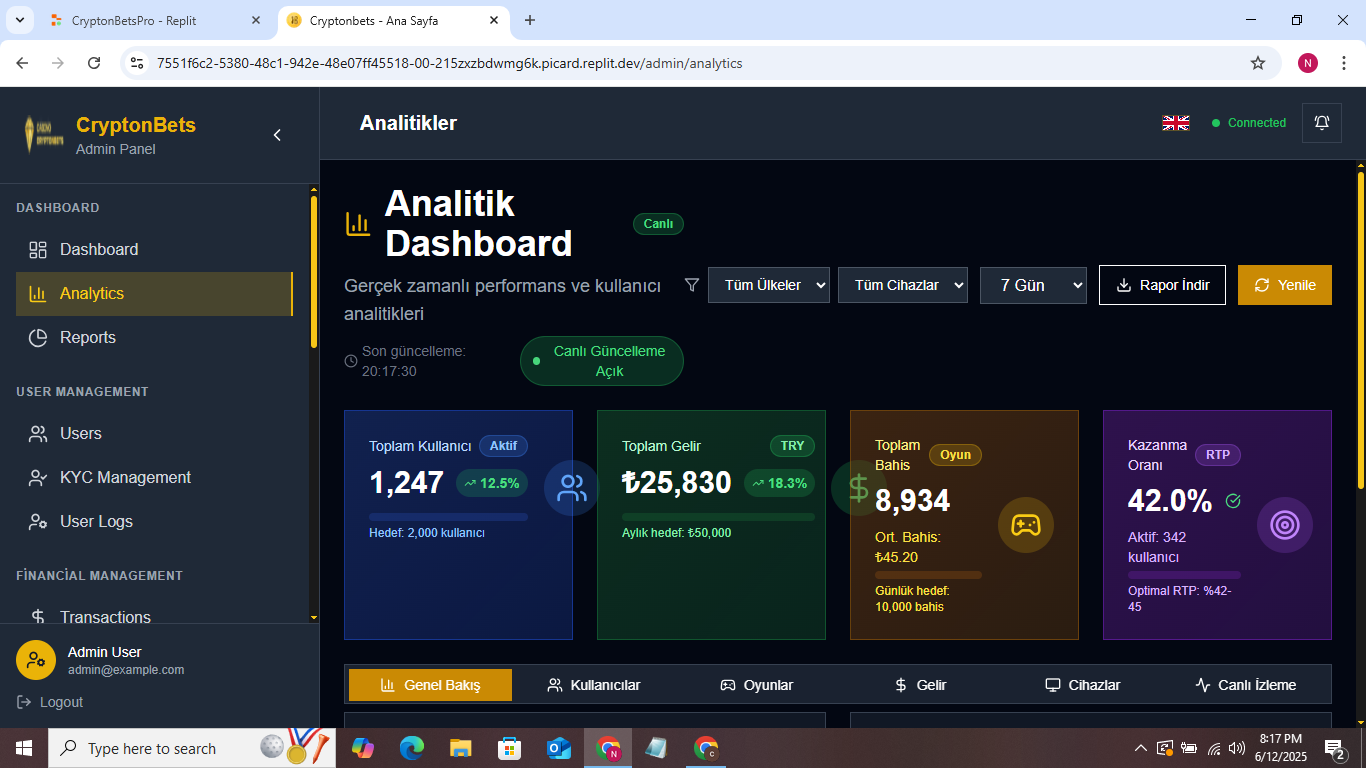 CryptonBetsPro - Replit
Cryptonbets - Ana Sayfa
7551f6c2-5380-48c1-942e-48e07ff45518-00-215zxzbdwmg6k.picard.replit.dev/admin/analytics
N
CASINO
CRYPTONBETS
CryptonBets
Admin Panel
Analitikler
Connected
DASHBOARD
Dashboard
Analytics
Reports
USER MANAGEMENT
Users
KYC Management
User Logs
FİNANCİAL MANAGEMENT
Transactions
Admin User
admin@example.com
Logout
Analitik
Dashboard
Canlı
Gerçek zamanlı performans ve kullanıcı
analitikleri
Tüm Ülkeler
Tüm Cihazlar
7 Gün
Rapor İndir
Yenile
Son güncelleme:
20:17:30
Canlı Güncelleme
Açık
Toplam Kullanıcı
Aktif
1,247
12.5%
Hedef: 2,000 kullanıcı
Toplam Gelir
TRY
₺25,830
18.3%
Aylık hedef: ₺50,000
Toplam
Bahis
Oyun
8,934
Ort. Bahis:
₺45.20
Günlük hedef:
10,000 bahis
Kazanma
Oranı
RTP
42.0%
Aktif: 342
kullanıcı
Optimal RTP: %42-
45
Genel Bakış
Kullanıcılar
Oyunlar
Gelir
Cihazlar
Canlı İzleme
Type here to search
8:17 PM
6/12/2025
2